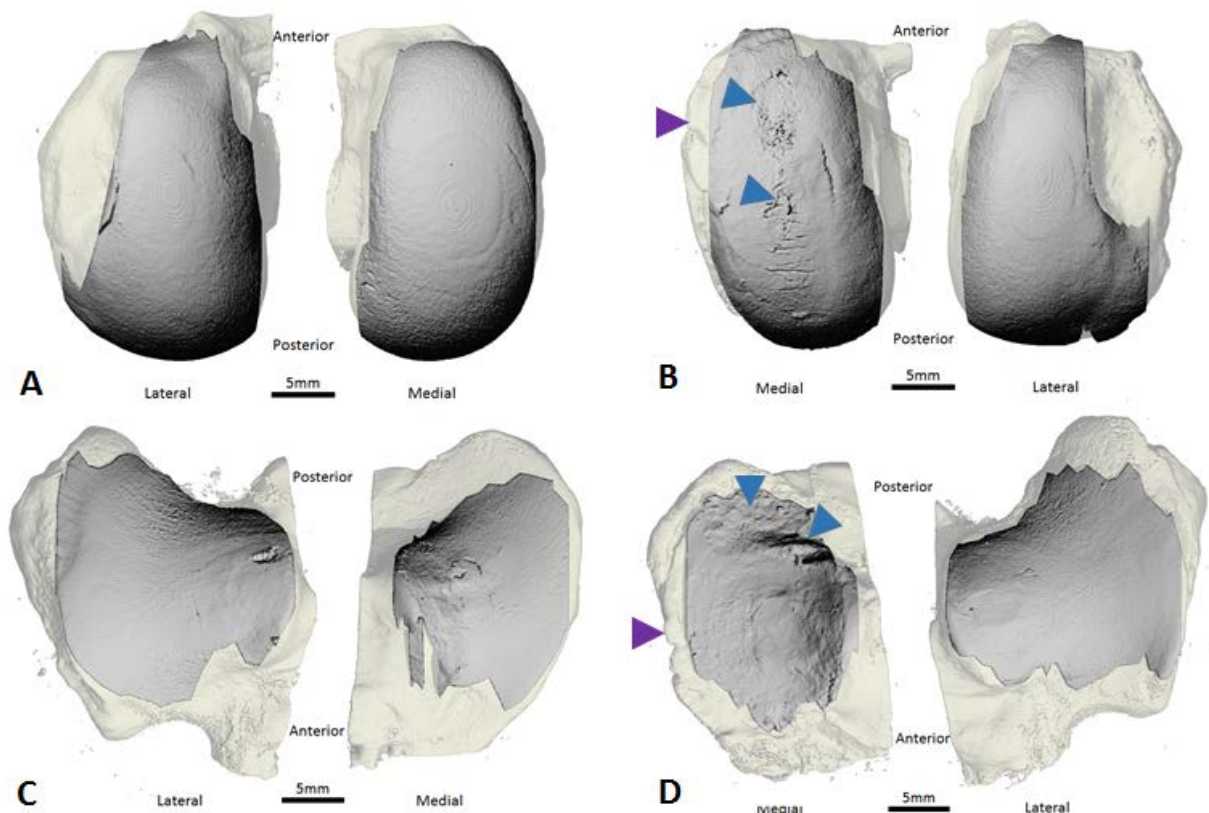 Anterior
Posterior
A
Lateral
5mm
Medial
Anterior
Posterior
B
Medial
5mm
Lateral
Posterior
Anterior
C
Lateral
5mm
Medial
Posterior
Anterior
D
Medial
5mm
Lateral